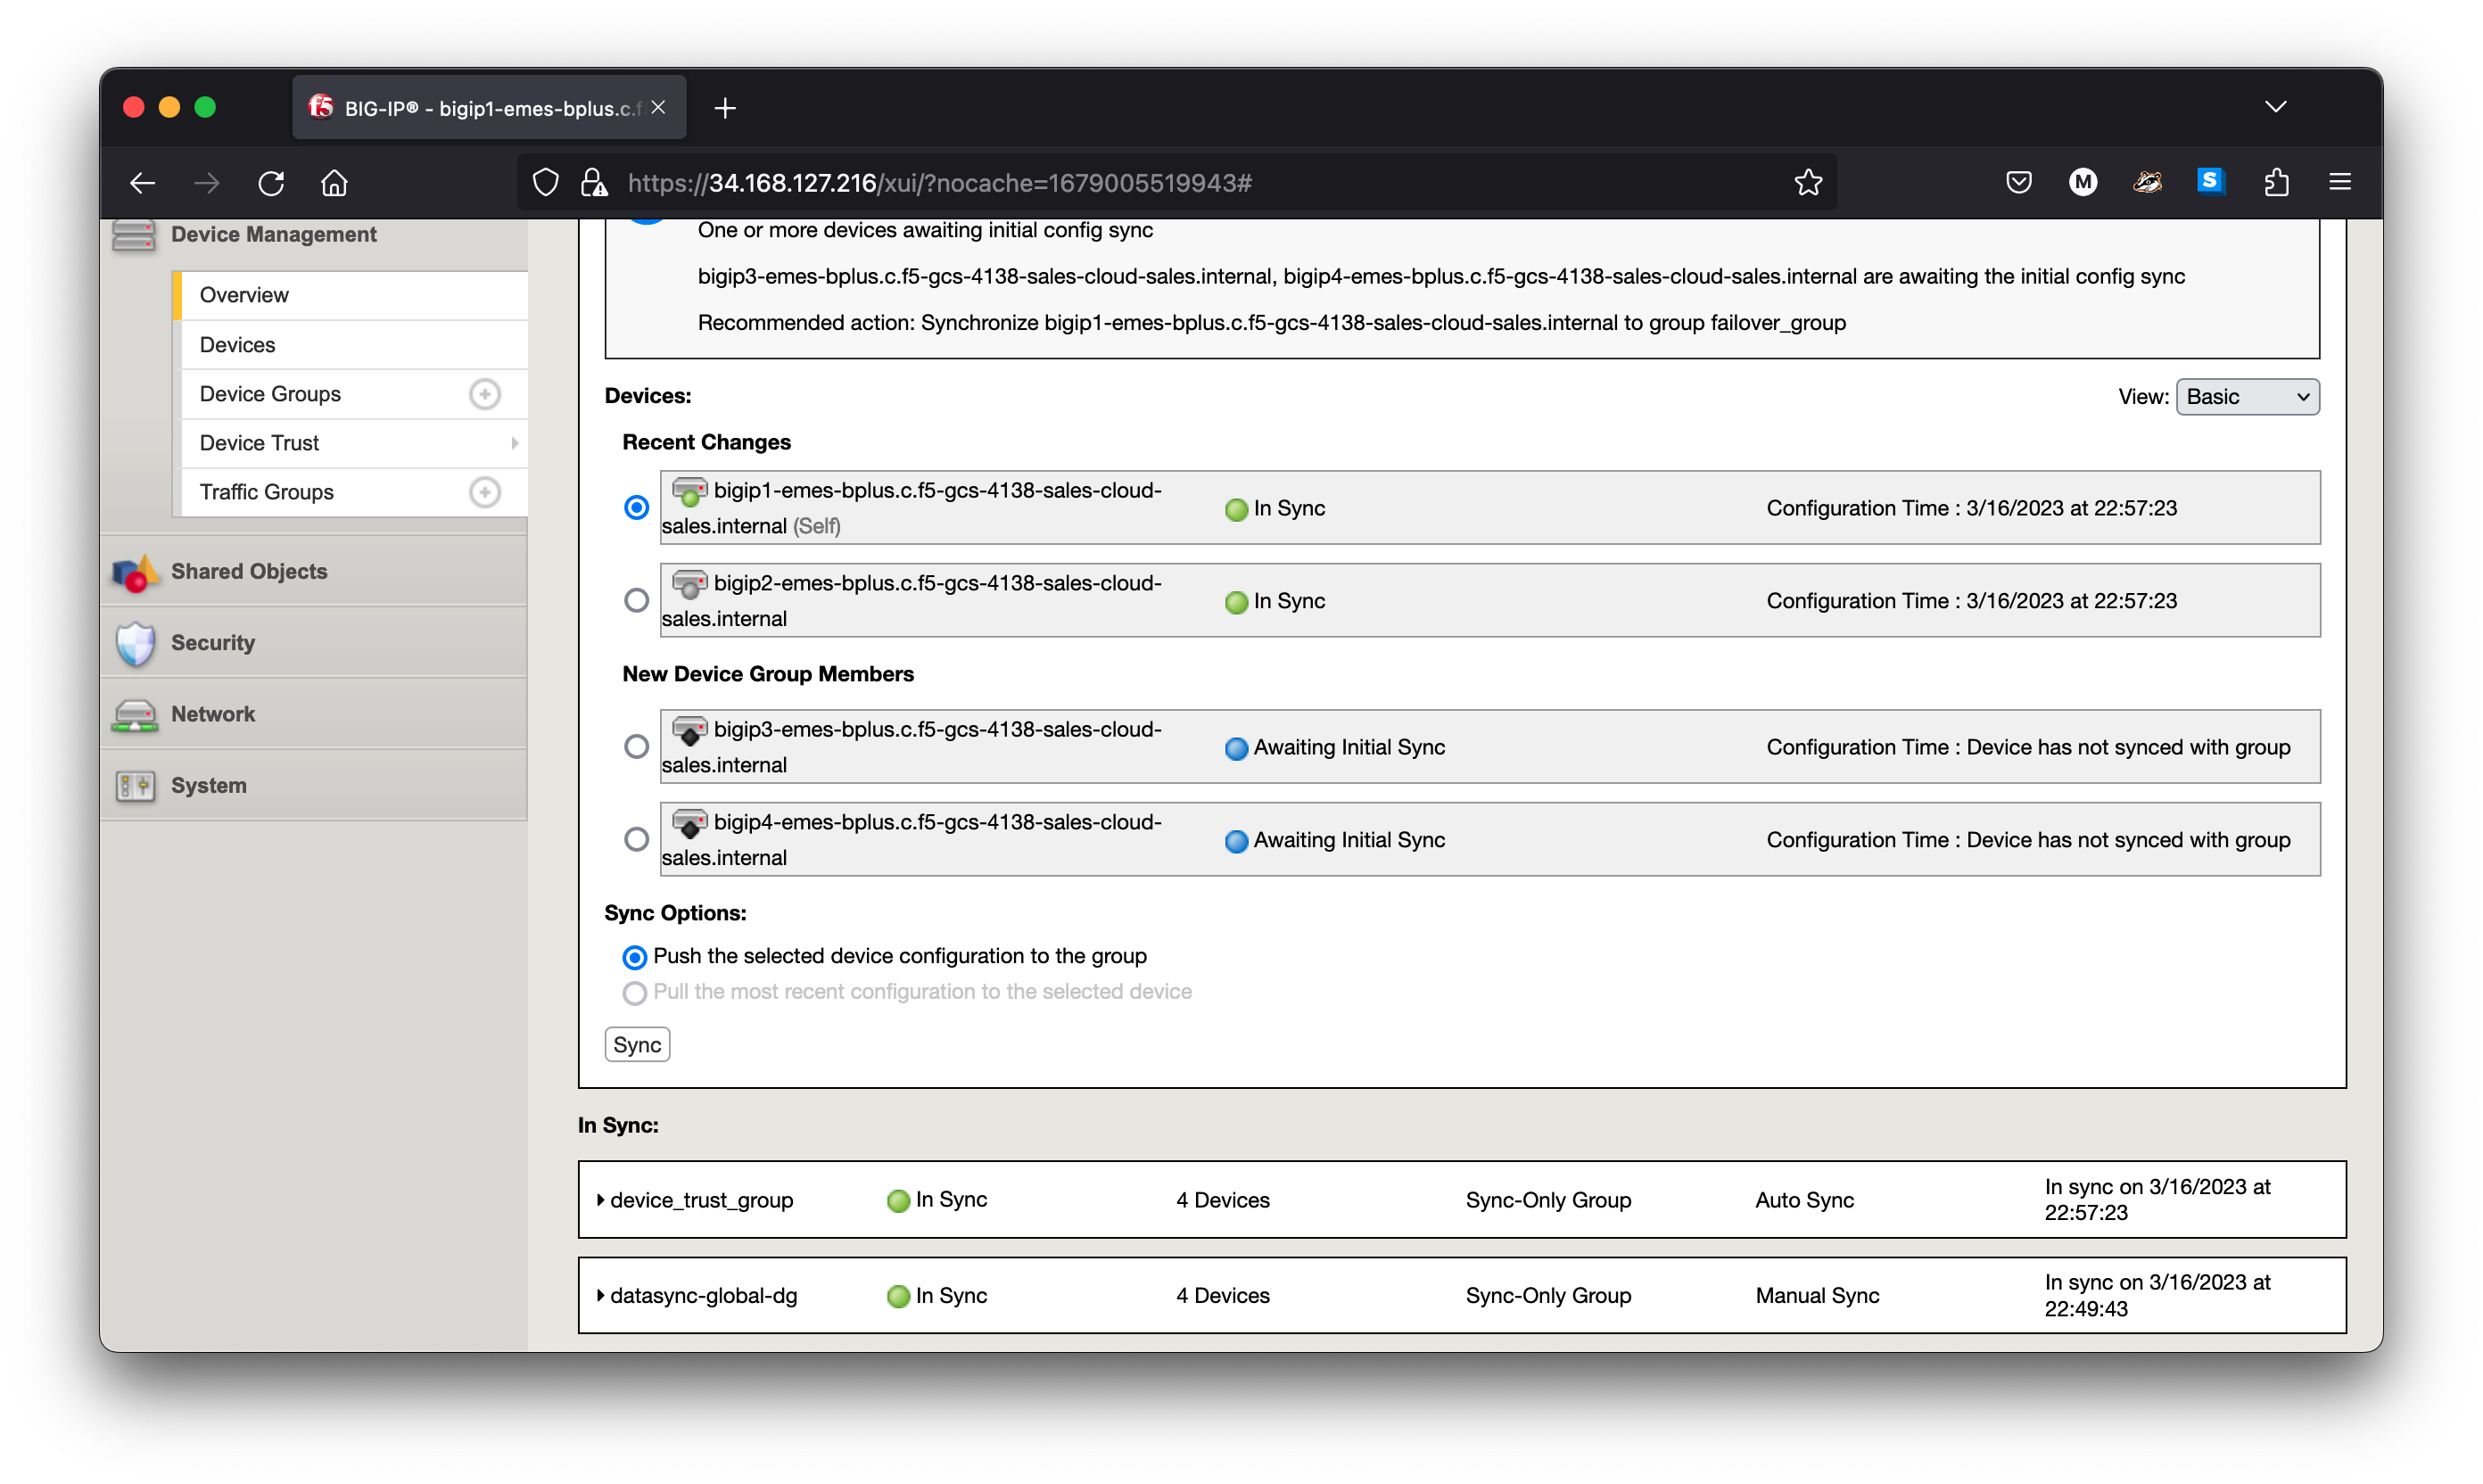 BIG-IP® - bigip1-emes-bplus.c.f
https://34.168.127.216/xui/?nocache=1679005519943#
M
S
Device Management
Overview
Devices
Device Groups
Device Trust
Traffic Groups
Shared Objects
Security
Network
System
One or more devices awaiting initial config sync
bigip3-emes-bplus.c.f5-gcs-4138-sales-cloud-sales.internal, bigip4-emes-bplus.c.f5-gcs-4138-sales-cloud-sales.internal are awaiting the initial config sync
Recommended action: Synchronize bigip1-emes-bplus.c.f5-gcs-4138-sales-cloud-sales.internal to group failover_group
Devices:
View: Basic
Recent Changes
bigip1-emes-bplus.c.f5-gcs-4138-sales-cloud-
sales.internal (Self)
In Sync
Configuration Time : 3/16/2023 at 22:57:23
bigip2-emes-bplus.c.f5-gcs-4138-sales-cloud-
sales.internal
In Sync
Configuration Time : 3/16/2023 at 22:57:23
New Device Group Members
bigip3-emes-bplus.c.f5-gcs-4138-sales-cloud-
sales.internal
Awaiting Initial Sync
Configuration Time : Device has not synced with group
bigip4-emes-bplus.c.f5-gcs-4138-sales-cloud-
sales.internal
Awaiting Initial Sync
Configuration Time : Device has not synced with group
Sync Options:
Push the selected device configuration to the group
Pull the most recent configuration to the selected device
Sync
In Sync:
device_trust_group
In Sync
4 Devices
Sync-Only Group
Auto Sync
In sync on 3/16/2023 at
22:57:23
datasync-global-dg
In Sync
4 Devices
Sync-Only Group
Manual Sync
In sync on 3/16/2023 at
22:49:43